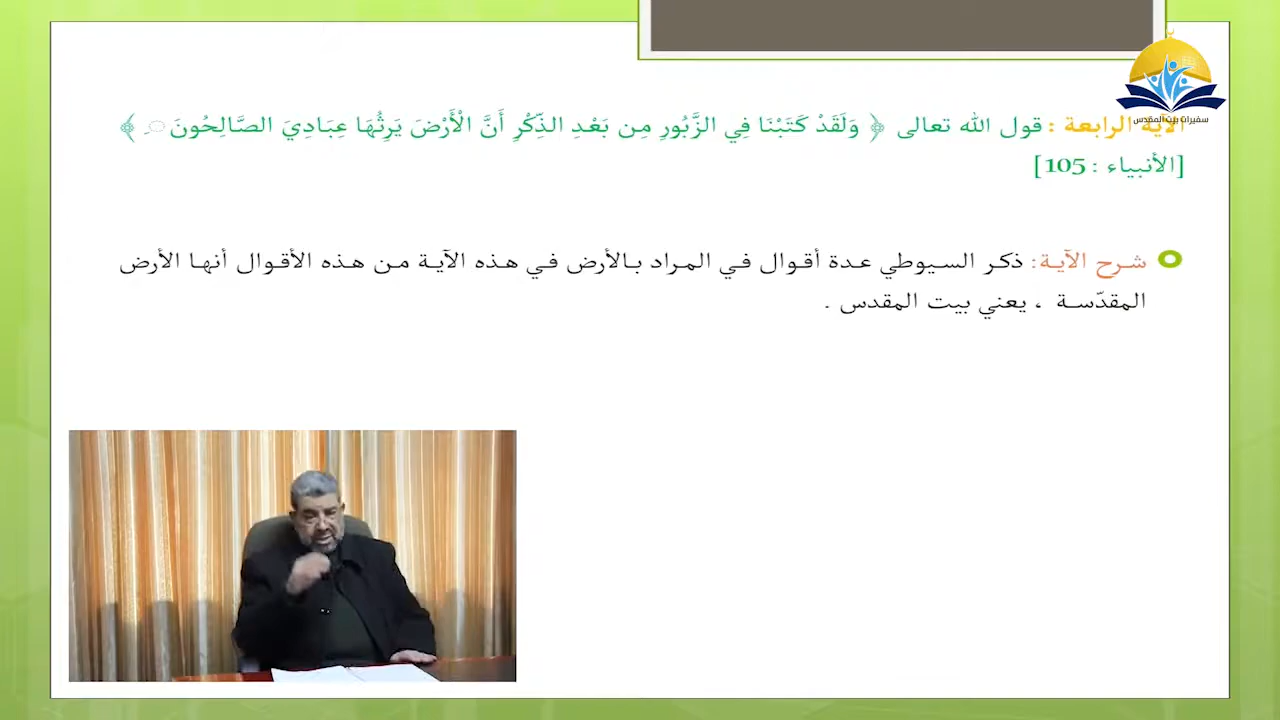 سفيرات بيت المقدس
الآية الرابعة : قول الله تعالى ﴿ وَلَقَدْ كَتَبْنَا فِي الزَّبُورِ مِن بَعْدِ الذِّكْرِ أَنَّ الْأَرْضَ يَرِثُهَا عِبَادِيَ الصَّالِحُونَ ﴾
[الأنبياء : 105]
شرح الآية: ذكر السيوطي عدة أقوال في المراد بالأرض في هذه الآية من هذه الأقوال أنها الأرض
المقدّسة ، يعني بيت المقدس .